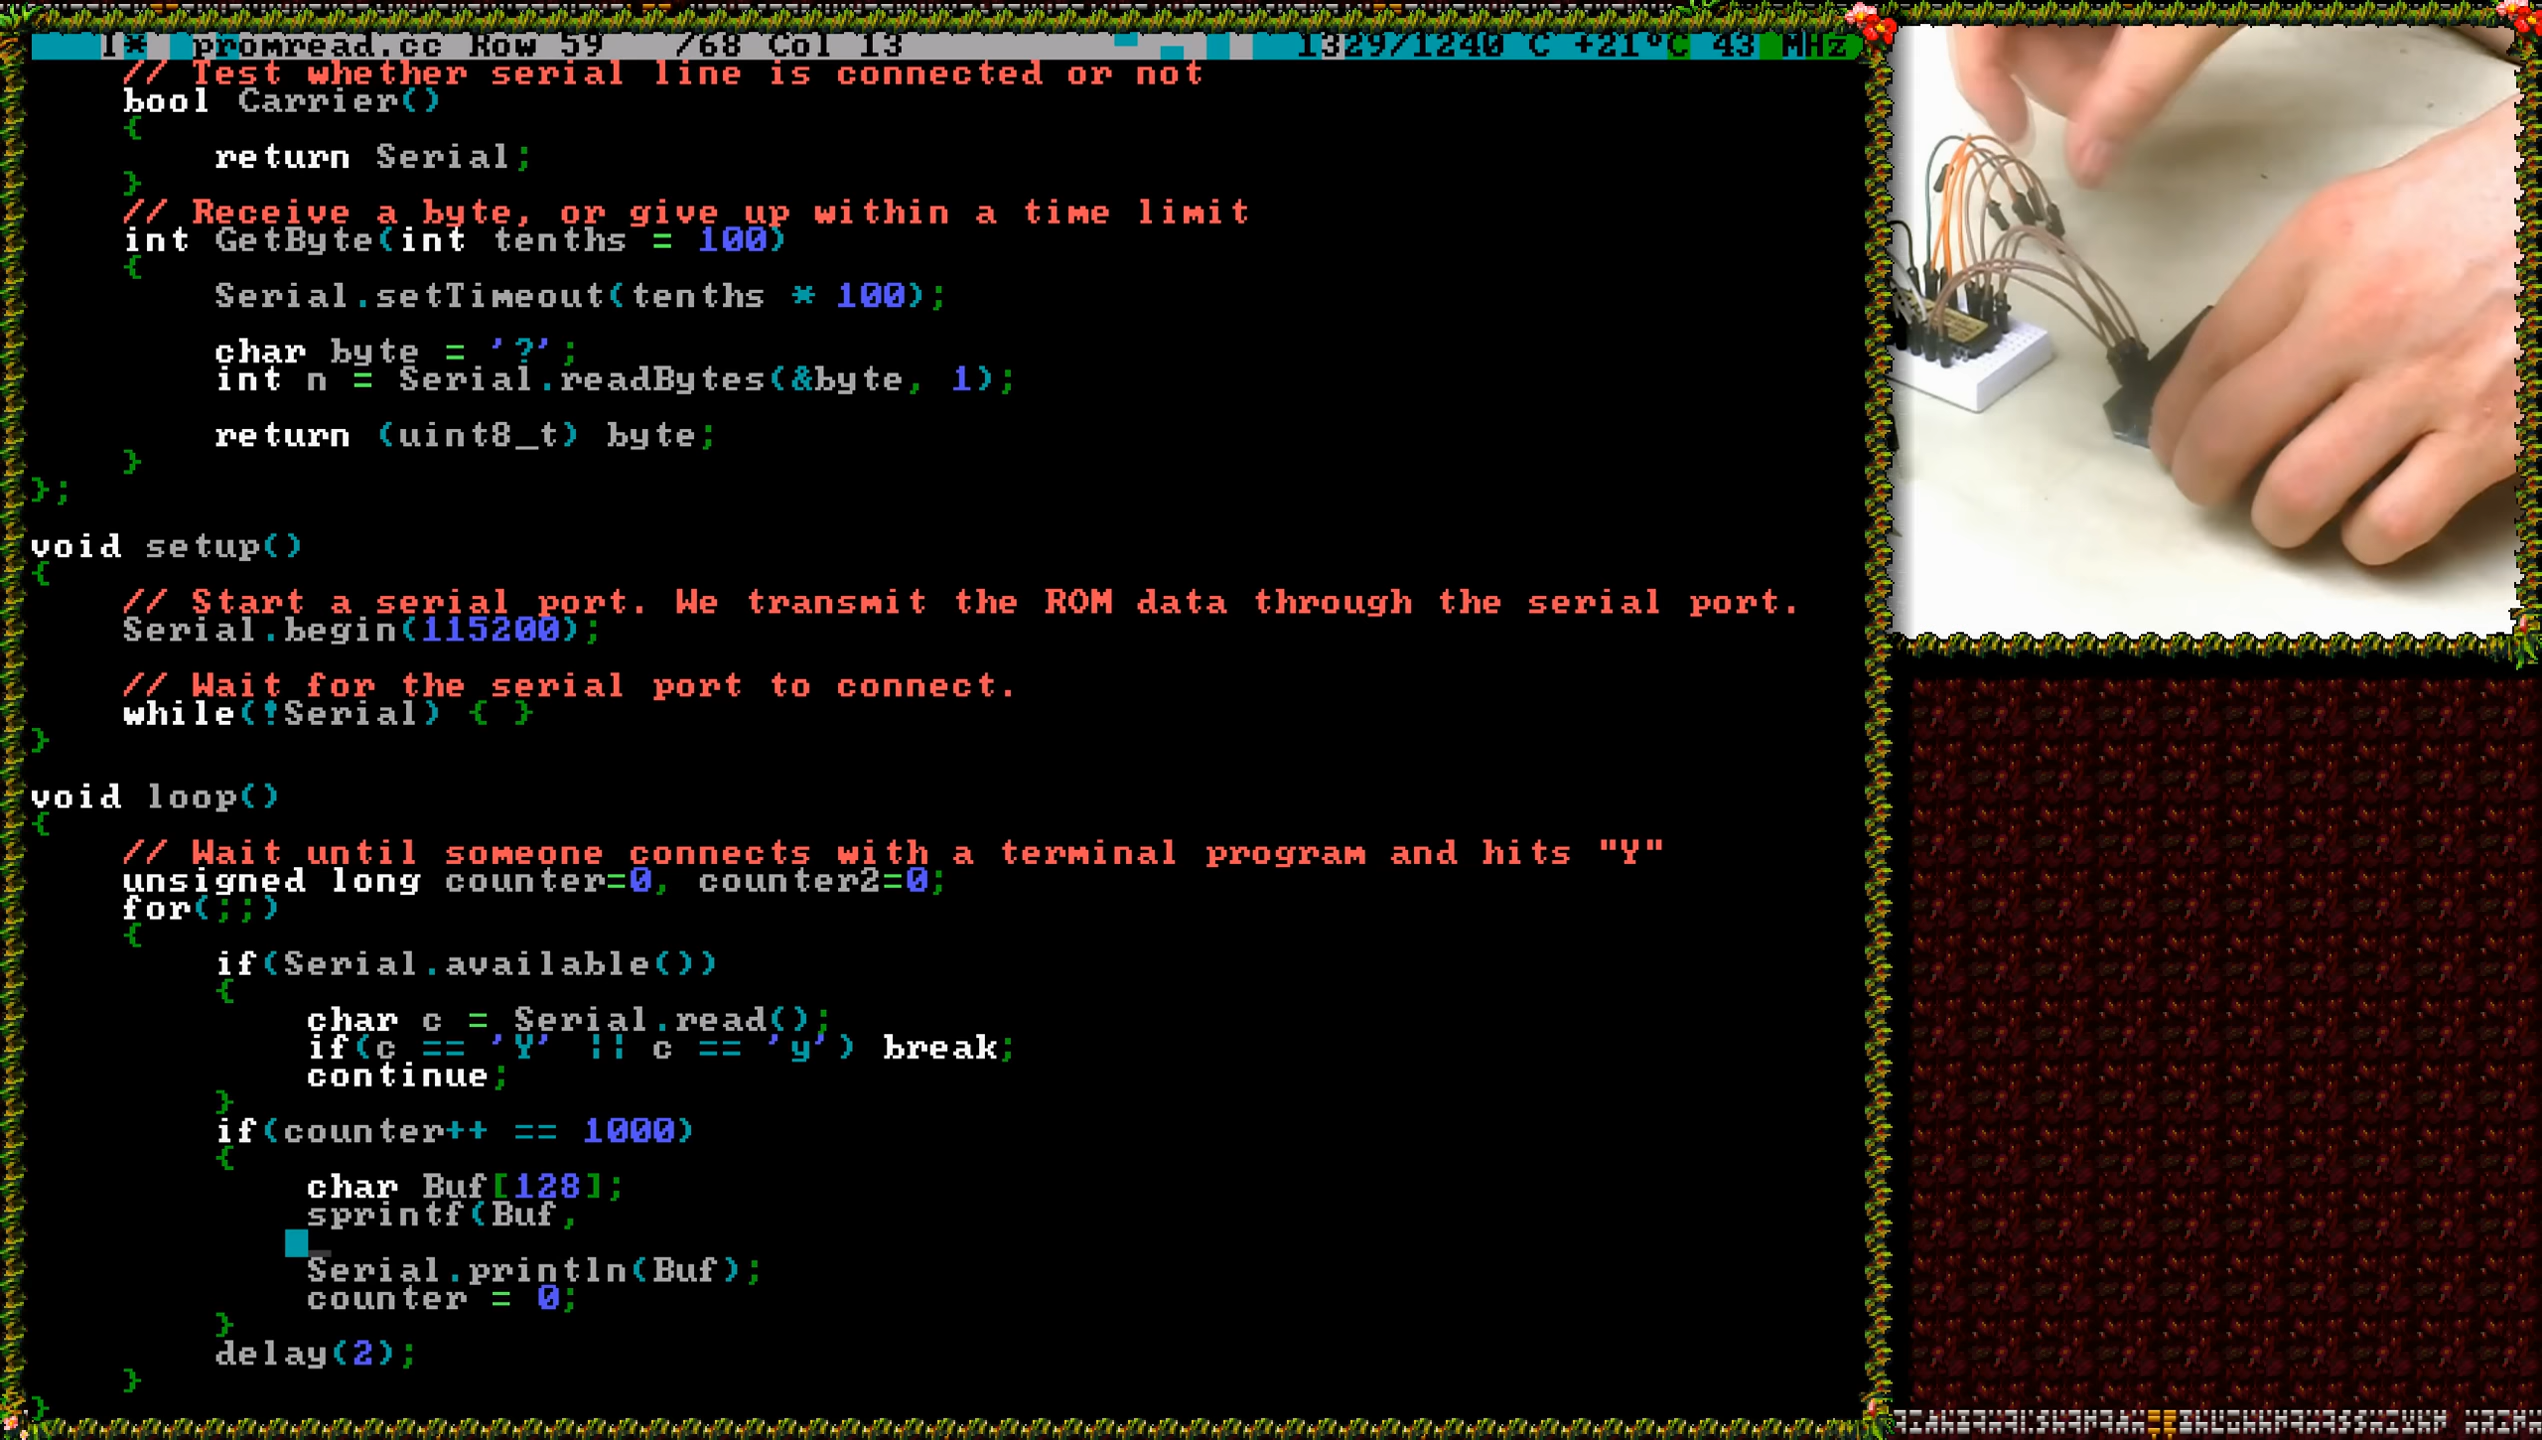 1* promread.cc Row 59 /68 Col 13 1329/1240 C +21°C 43 MHz
// Test whether serial line is connected or not
bool Carrier()
{
return Serial;
}
// Receive a byte, or give up within a time limit
int GetByte(int tenths = 100)
{
Serial.setTimeout(tenths * 100);
char byte = '?';
int n = Serial.readBytes(&byte, 1);
return (uint8_t) byte;
}
};
void setup()
{
// Start a serial port. We transmit the ROM data through the serial port.
Serial.begin(115200);
// Wait for the serial port to connect.
while(!Serial) { }
}
void loop()
{
// Wait until someone connects with a terminal program and hits "Y"
unsigned long counter=0, counter2=0;
for(;;)
{
if(Serial.available())
{
char c = Serial.read();
if(c == 'Y' || c == 'y') break;
continue;
}
if(counter++ == 1000)
{
char Buf[128];
sprintf(Buf,
Serial.println(Buf);
counter = 0;
}
delay(2);
}
}